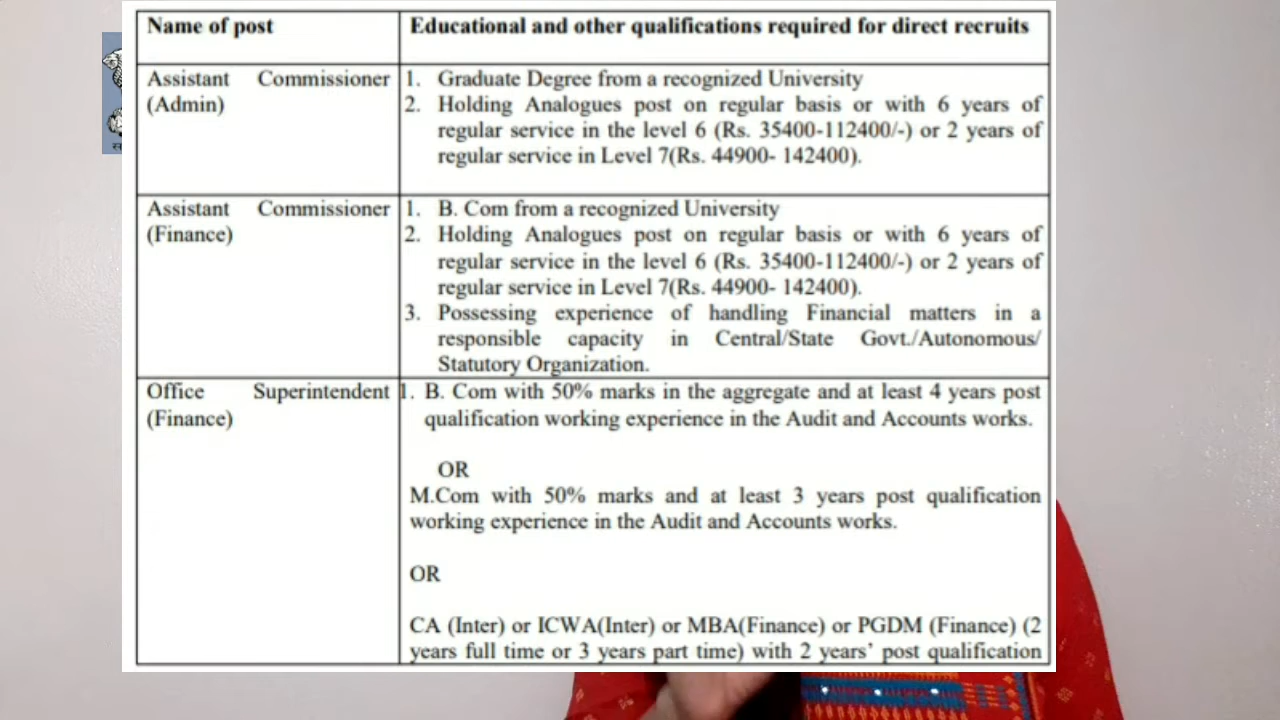 Name of post
Educational and other qualifications required for direct recruits
Assistant Commissioner
(Admin)
1. Graduate Degree from a recognized University
2. Holding Analogues post on regular basis or with 6 years of
regular service in the level 6 (Rs. 35400-112400/-) or 2 years of
regular service in Level 7(Rs. 44900- 142400).
Assistant Commissioner
(Finance)
1. B. Com from a recognized University
2. Holding Analogues post on regular basis or with 6 years of
regular service in the level 6 (Rs. 35400-112400/-) or 2 years of
regular service in Level 7(Rs. 44900- 142400).
3. Possessing experience of handling Financial matters in a
responsible capacity in Central/State Govt./Autonomous/
Statutory Organization.
Office Superintendent
(Finance)
1. B. Com with 50% marks in the aggregate and at least 4 years post
qualification working experience in the Audit and Accounts works.
OR
M.Com with 50% marks and at least 3 years post qualification
working experience in the Audit and Accounts works.
OR
CA (Inter) or ICWA(Inter) or MBA(Finance) or PGDM (Finance) (2
years full time or 3 years part time) with 2 years’ post qualification